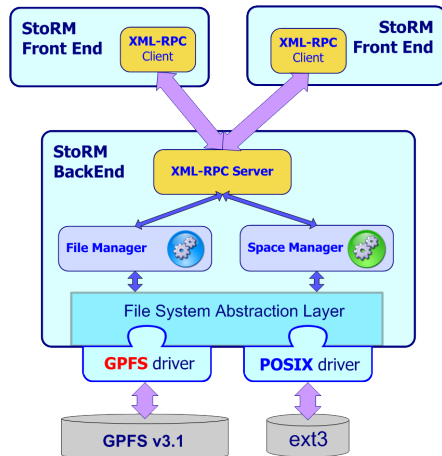 StoRM
Front End
XML-RPC
Client
StoRM
Front End
XML-RPC
Client
StoRM
BackEnd
XML-RPC Server
File Manager
Space Manager
File System Abstraction Layer
GPFS driver
POSIX driver
GPFS v3.1
ext3